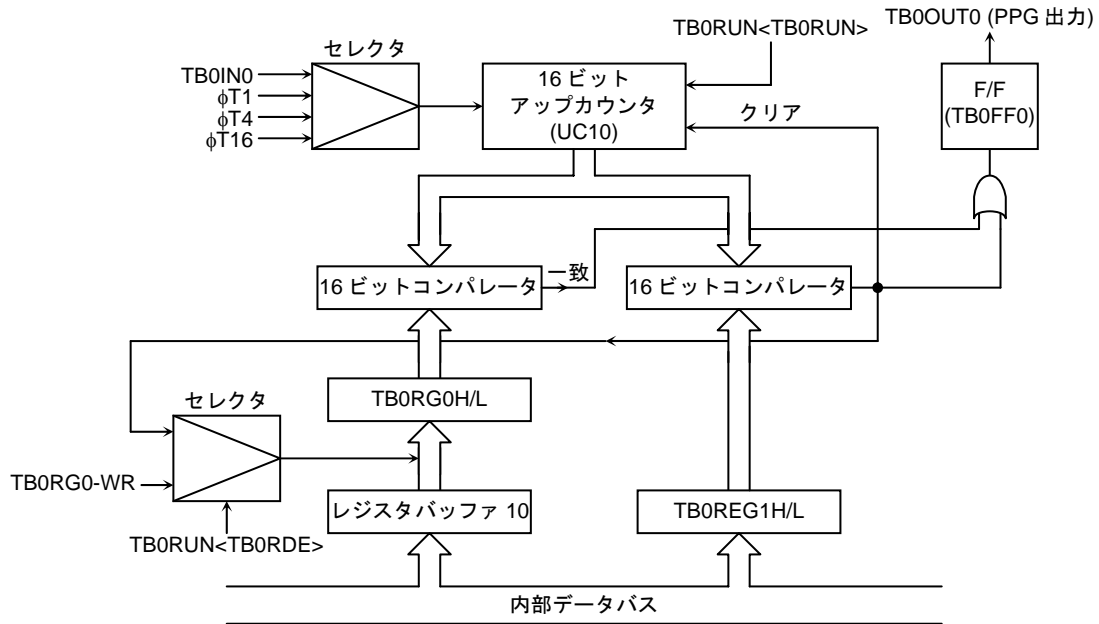 TB0OUT0 (PPG 出力)
TB0RUN<TB0RUN>
セレクタ
TB0IN0
φT1
φT4
φT16
16 ビット
アップカウンタ
(UC10)
クリア
F/F
(TB0FF0)
16 ビットコンパレータ
一致
16 ビットコンパレータ
TB0RG0H/L
セレクタ
TB0RG0-WR
レジスタバッファ 10
TB0REG1H/L
TB0RUN<TB0RDE>
内部データバス